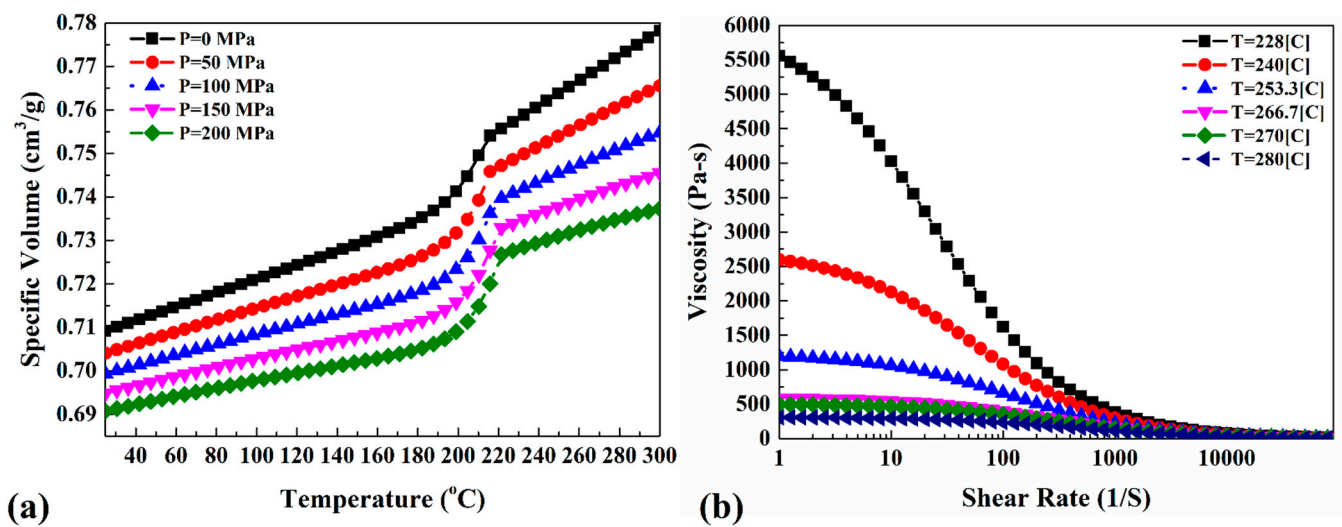 0.78
0.77
0.76
0.75
0.74
0.73
0.72
0.71
0.70
0.69
Specific Volume (cm³/g)
P=0 MPa
P=50 MPa
P=100 MPa
P=150 MPa
P=200 MPa
40 60 80 100 120 140 160 180 200 220 240 260 280 300
Temperature (°C)
(a)
6000
5500
5000
4500
4000
3500
3000
2500
2000
1500
1000
500
0
Viscosity (Pa-s)
T=228[C]
T=240[C]
T=253.3[C]
T=266.7[C]
T=270[C]
T=280[C]
1 10 100 1000 10000
Shear Rate (1/S)
(b)